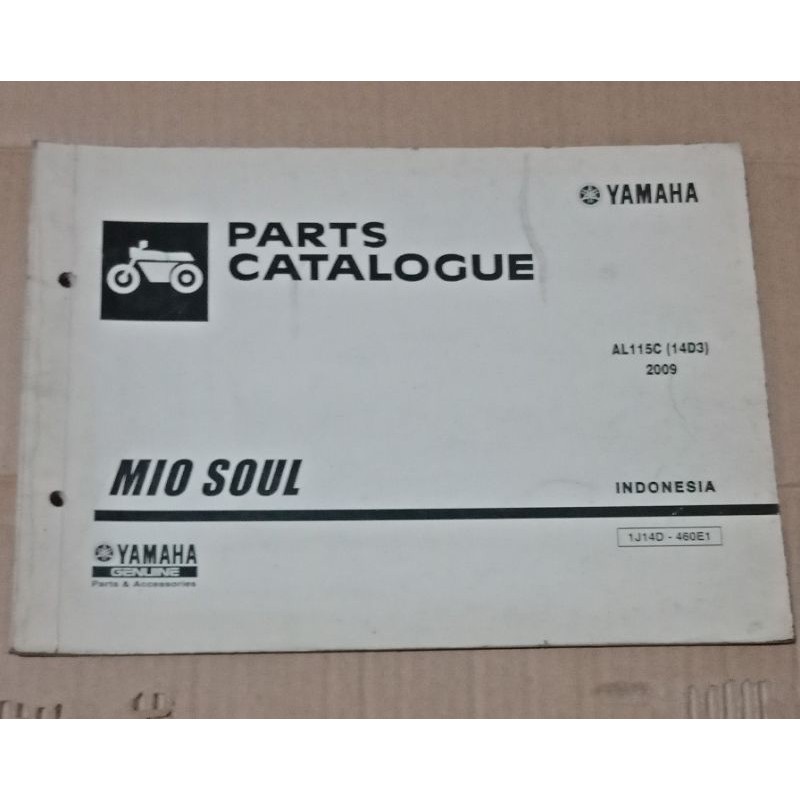 YAMAHA
PARTS
CATALOGUE
AL115C (14D3)
2009
MIO SOUL
INDONESIA
1J14D - 460E1
YAMAHA
GENUINE
Parts & Accessories